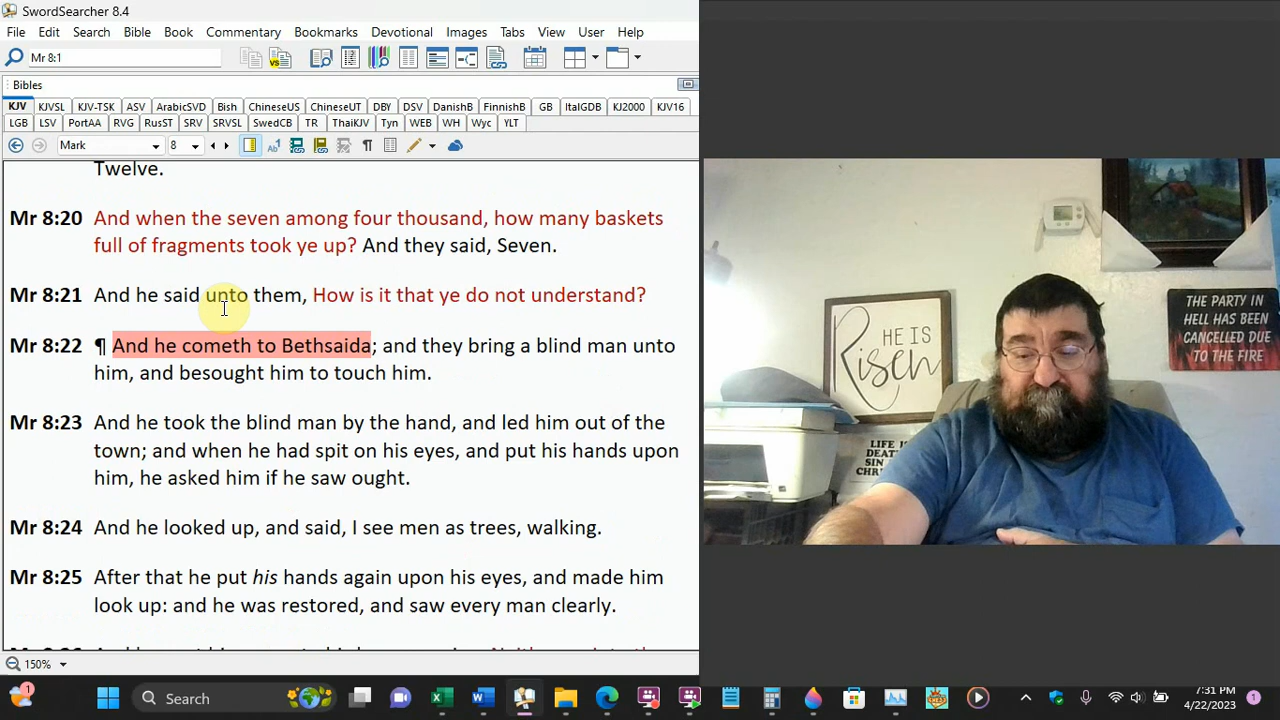 SwordSearcher 8.4
File Edit Search Bible Book Commentary Bookmarks Devotional Images Tabs View User Help
Mr 8:1
Bibles
KJV KJVSL KJV-TSK ASV ArabicSVD Bish ChineseUS ChineseUT DBY DSV DanishB FinnishB GB ItalGDB KJ2000 KJV16
LGB LSV PortAA RVG RusST SRV SRVSL SwedCB TR ThaiKJV Tyn WEB WH Wyc YLT
Mark 8
Twelve.
Mr 8:20 And when the seven among four thousand, how many baskets
full of fragments took ye up? And they said, Seven.
Mr 8:21 And he said unto them, How is it that ye do not understand?
Mr 8:22 ¶ And he cometh to Bethsaida; and they bring a blind man unto
him, and besought him to touch him.
Mr 8:23 And he took the blind man by the hand, and led him out of the
town; and when he had spit on his eyes, and put his hands upon
him, he asked him if he saw ought.
Mr 8:24 And he looked up, and said, I see men as trees, walking.
Mr 8:25 After that he put his hands again upon his eyes, and made him
look up: and he was restored, and saw every man clearly.
150%
HE IS
Risen
THE PARTY IN
HELL HAS BEEN
CANCELLED DUE
TO THE FIRE
LIFE
DEA
SIN
CHR
1
Search
7:31 PM
4/22/2023
1